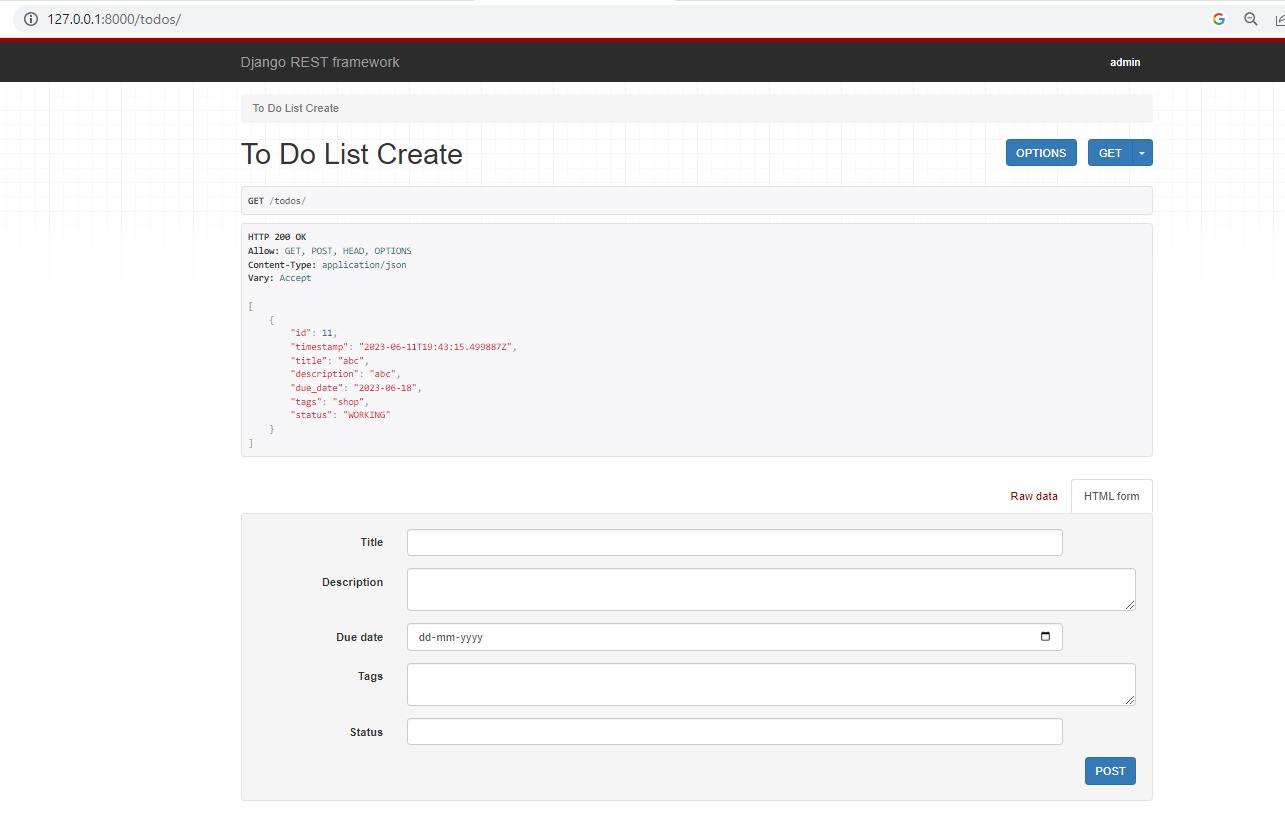 127.0.0.1:8000/todos/
Django REST framework
admin
To Do List Create
To Do List Create
OPTIONS
GET
GET /todos/
HTTP 200 OK
Allow: GET, POST, HEAD, OPTIONS
Content-Type: application/json
Vary: Accept
[
{
"id": 11,
"timestamp": "2023-06-11T19:43:15.499887Z",
"title": "abc",
"description": "abc",
"due_date": "2023-06-18",
"tags": "shop",
"status": "WORKING"
}
]
Raw data
HTML form
Title
Description
Due date
dd-mm-yyyy
Tags
Status
POST